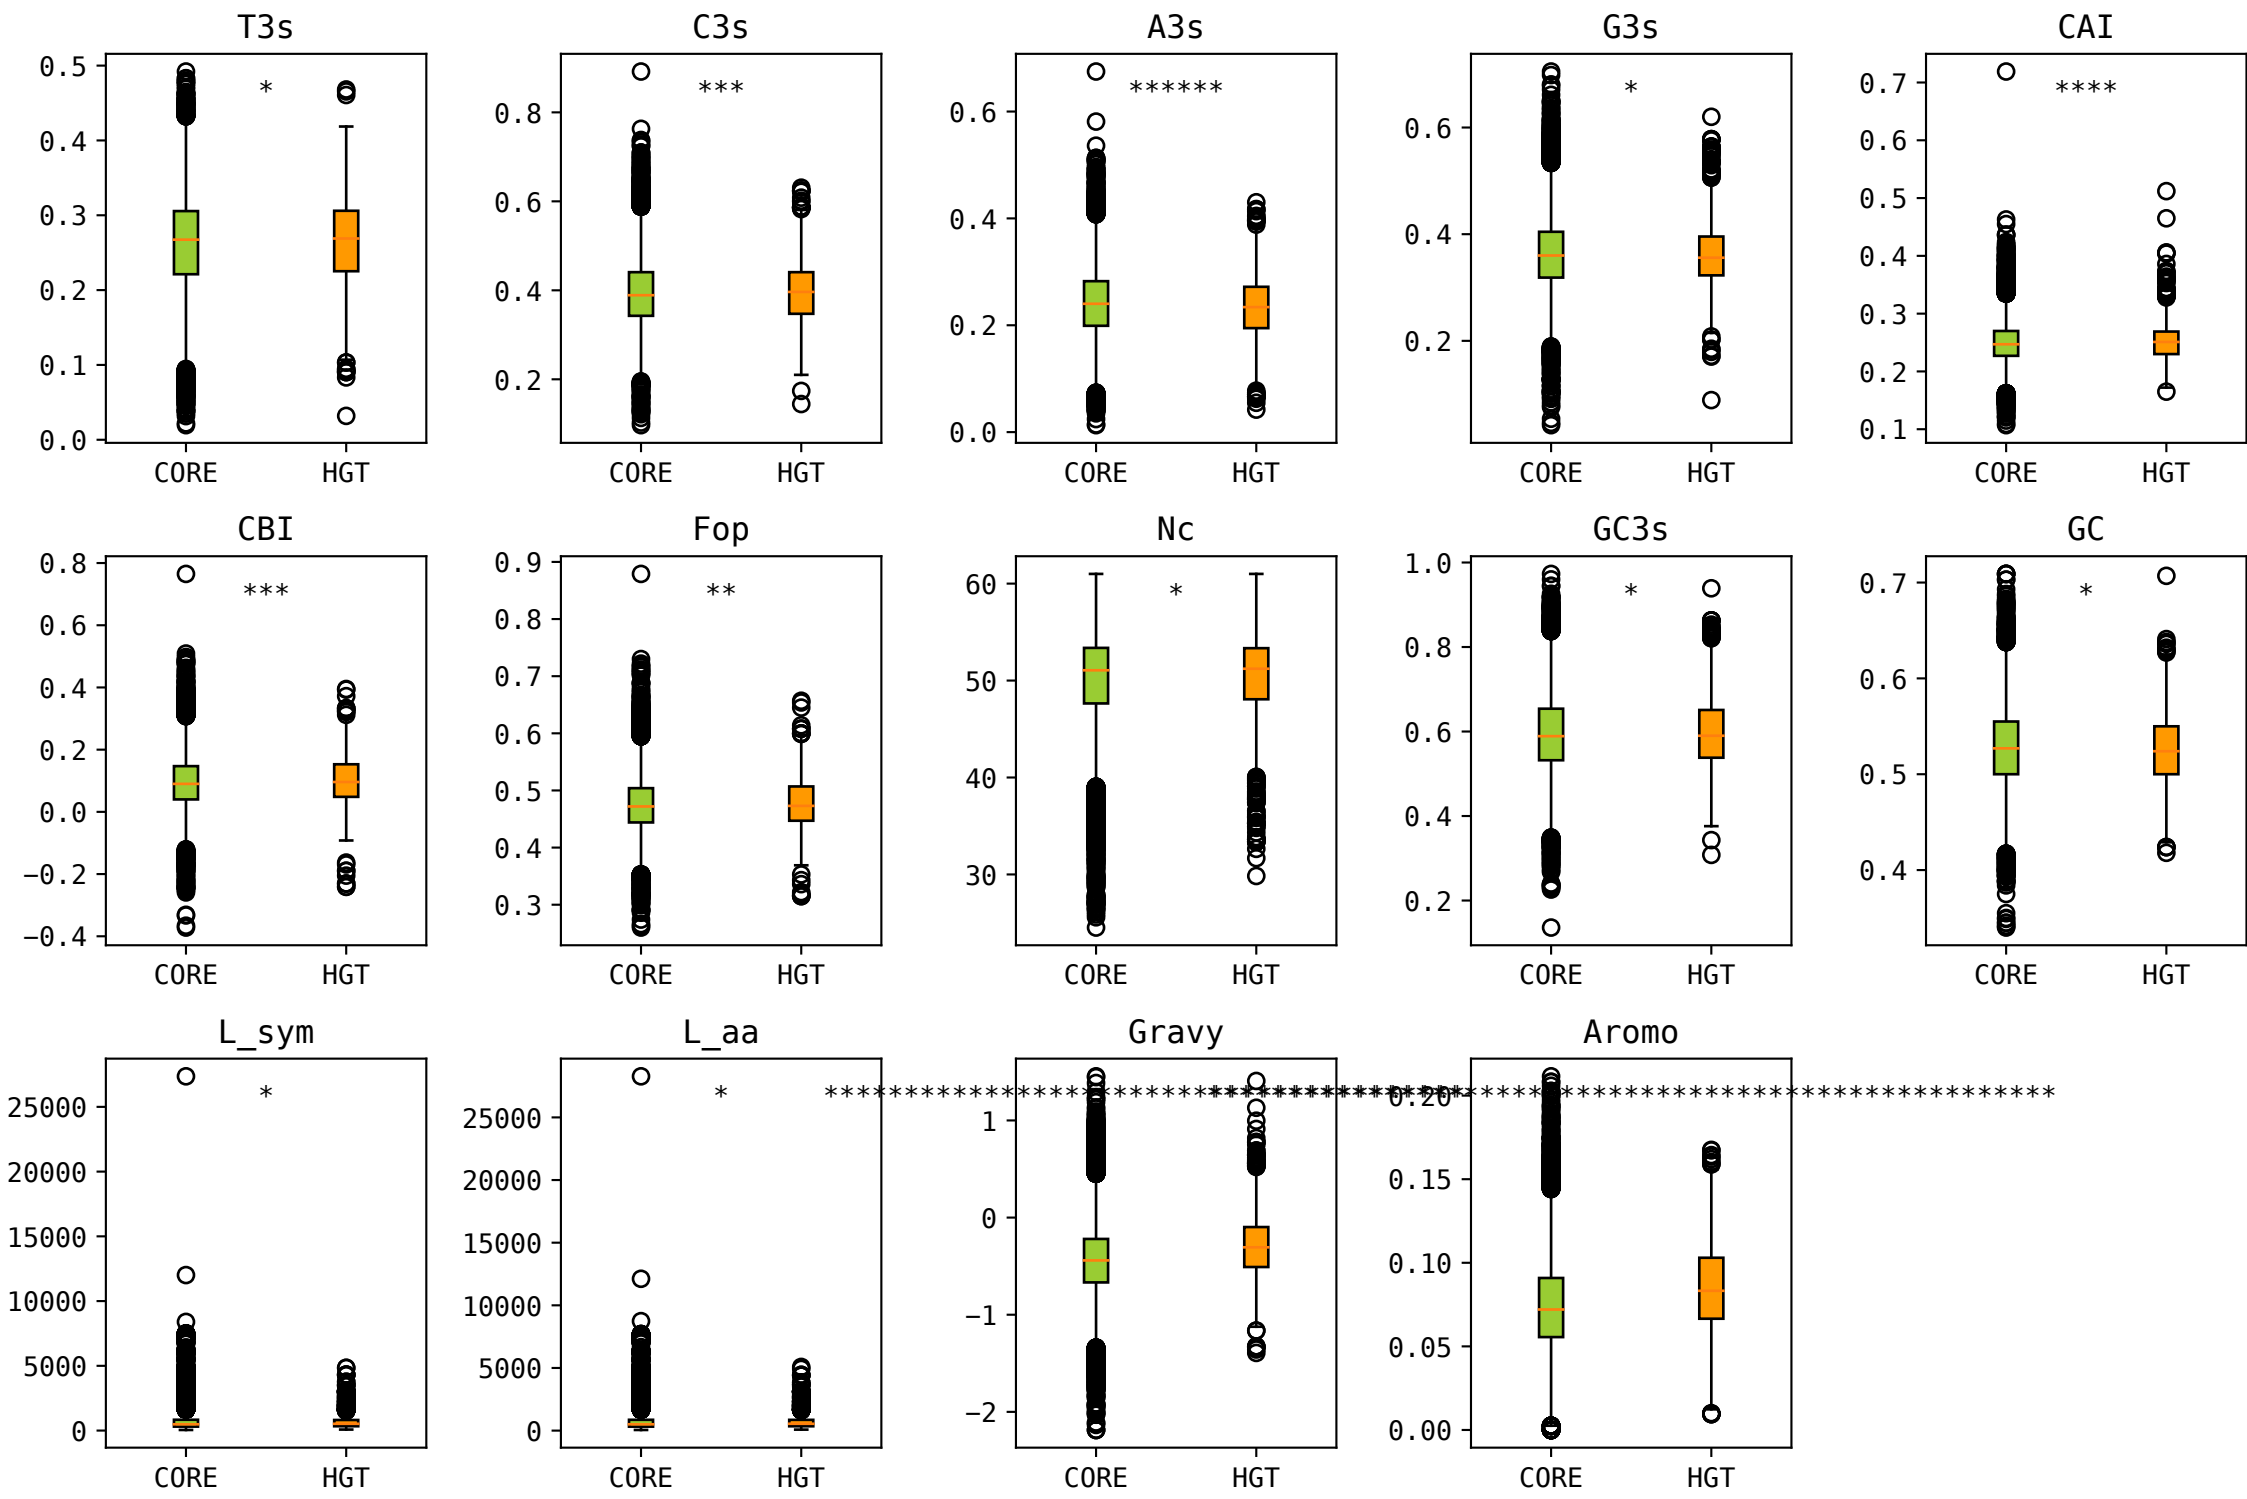 T3s
C3s
A3s
G3s
CAI
0.5
0.4
0.3
0.2
0.1
0.0
*
CORE
HGT
0.8
0.6
0.4
0.2
***
CORE
HGT
0.6
0.4
0.2
0.0
******
CORE
HGT
0.6
0.4
0.2
*
CORE
HGT
0.7
0.6
0.5
0.4
0.3
0.2
0.1
****
CORE
HGT
CBI
Fop
Nc
GC3s
GC
0.8
0.6
0.4
0.2
0.0
−0.2
−0.4
***
CORE
HGT
0.9
0.8
0.7
0.6
0.5
0.4
0.3
**
CORE
HGT
60
50
40
30
*
CORE
HGT
1.0
0.8
0.6
0.4
0.2
*
CORE
HGT
0.7
0.6
0.5
0.4
*
CORE
HGT
L_sym
L_aa
Gravy
Aromo
25000
20000
15000
10000
5000
0
*
CORE
HGT
25000
20000
15000
10000
5000
0
*
CORE
HGT
1
0
−1
−2
CORE
HGT
0.20
0.15
0.10
0.05
0.00
CORE
HGT